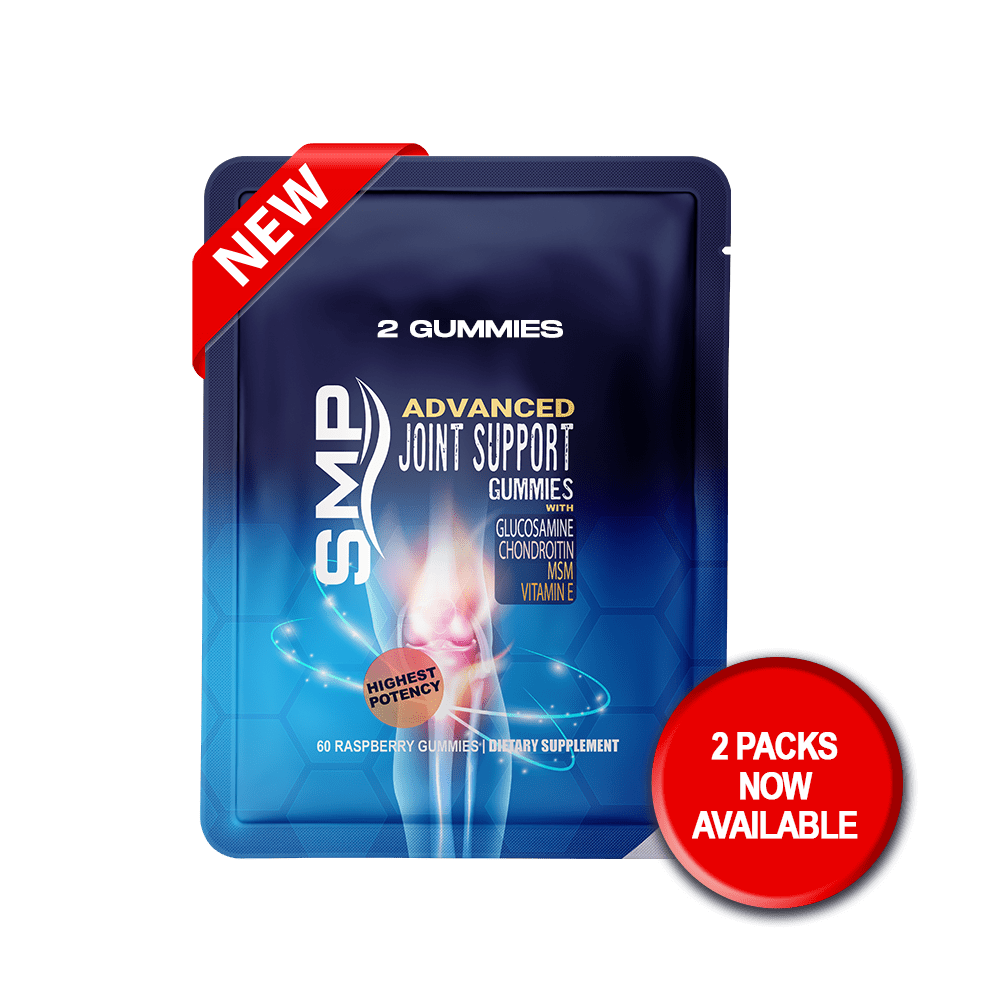 NEW
2 GUMMIES
SMP
ADVANCED
JOINT SUPPORT
GUMMIES
WITH
GLUCOSAMINE
CHONDROITIN
MSM
VITAMIN E
HIGHEST
POTENCY
60 RASPBERRY GUMMIES | DIETARY SUPPLEMENT
2 PACKS
NOW
AVAILABLE